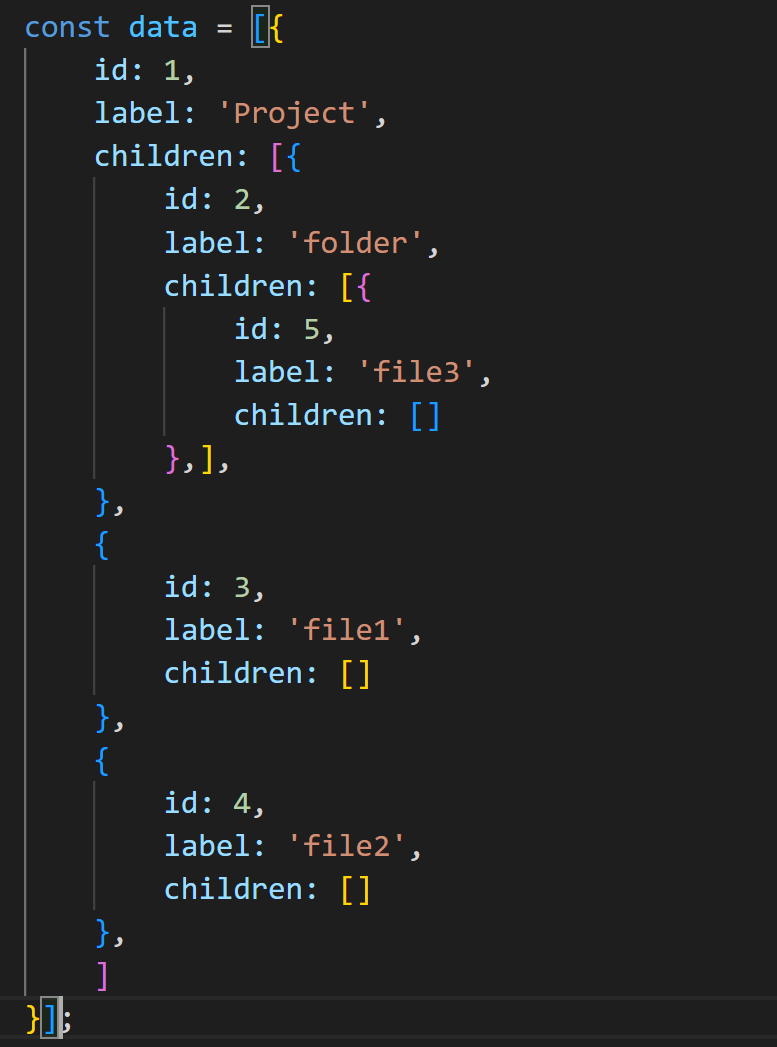 const data = [{
    id: 1,
    label: 'Project',
    children: [{
        id: 2,
        label: 'folder',
        children: [{
            id: 5,
            label: 'file3',
            children: []
        },],
    },
    {
        id: 3,
        label: 'file1',
        children: []
    },
    {
        id: 4,
        label: 'file2',
        children: []
    },
    ]
}];